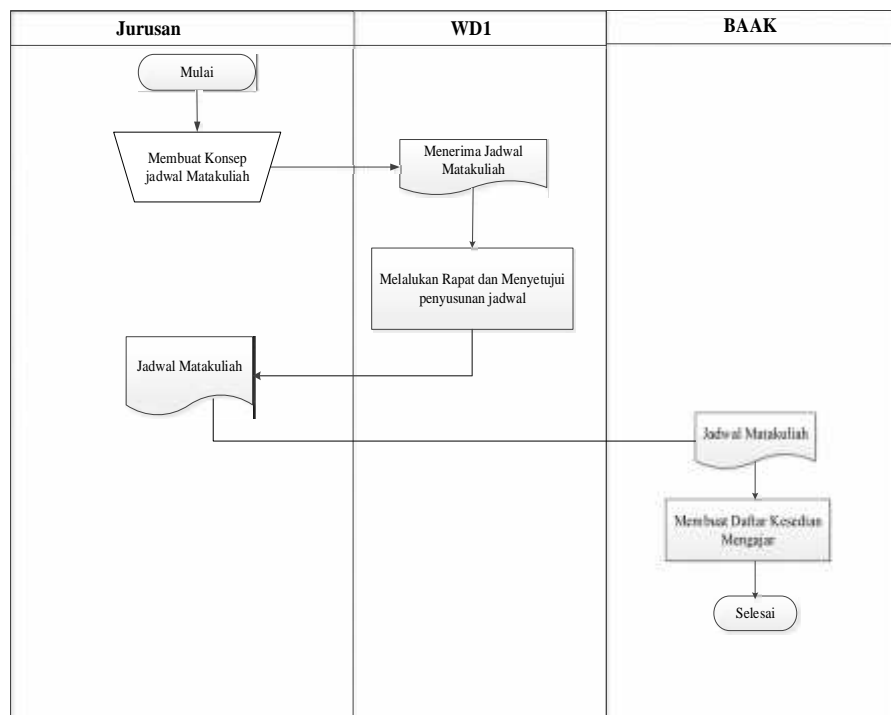 Jurusan
WD1
BAAK
Mulai
Membuat Konsep
jadwal Matakuliah
Menerima Jadwal
Matakuliah
Melalukan Rapat dan Menyetujui
penyusunan jadwal
Jadwal Matakuliah
Jadwal Matakuliah
Membuat Daftar Kesedian
Mengajar
Selesai